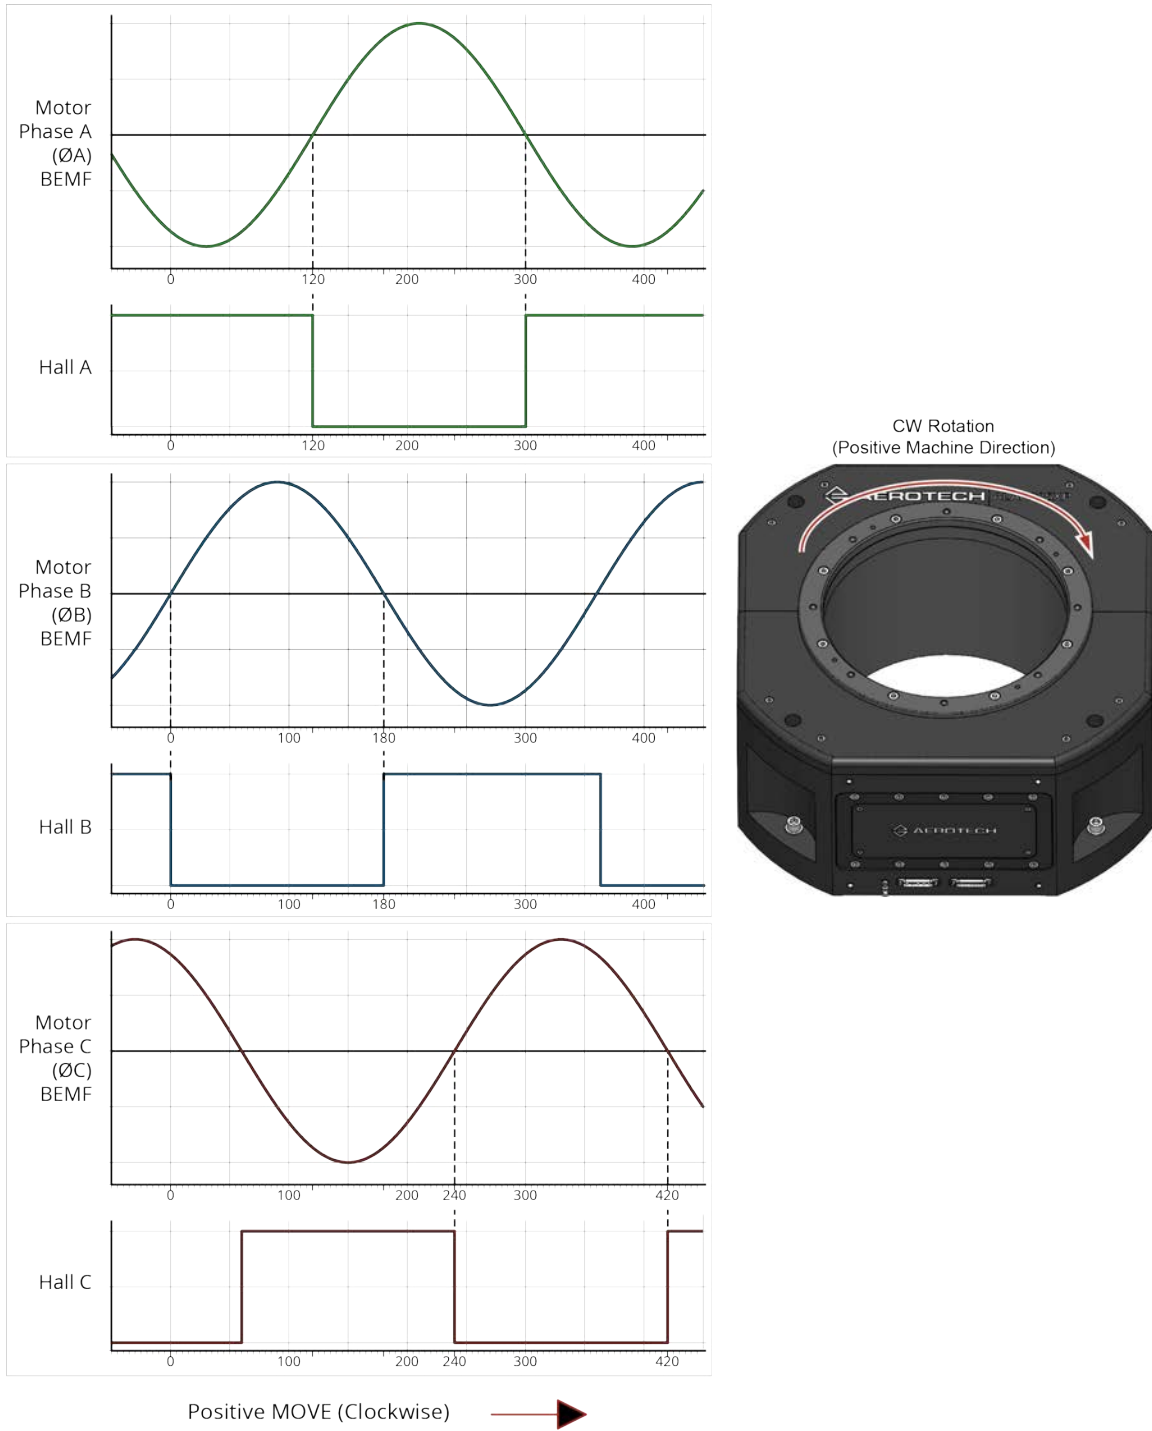 Motor
Phase A
(ØA)
BEMF
0
120
200
300
400
Hall A
0
120
200
300
400
Motor
Phase B
(ØB)
BEMF
0
100
180
300
400
Hall B
0
100
180
300
400
Motor
Phase C
(ØC)
BEMF
0
100
200
240
300
420
Hall C
0
100
200
240
300
420
Positive MOVE (Clockwise)
CW Rotation
(Positive Machine Direction)
AEROTECH
AEROTECH